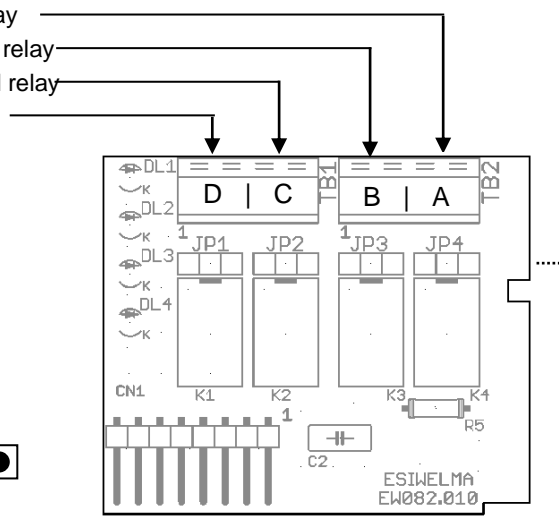 relay
relay
DL1
D | C
TB1
B | A
TB2
K
DL2
K
1
1
JP1
JP2
JP3
JP4
DL3
K
DL4
K
CN1
K1
K2
K3
K4
1
R5
C2
ESIWELMA
EW082.010